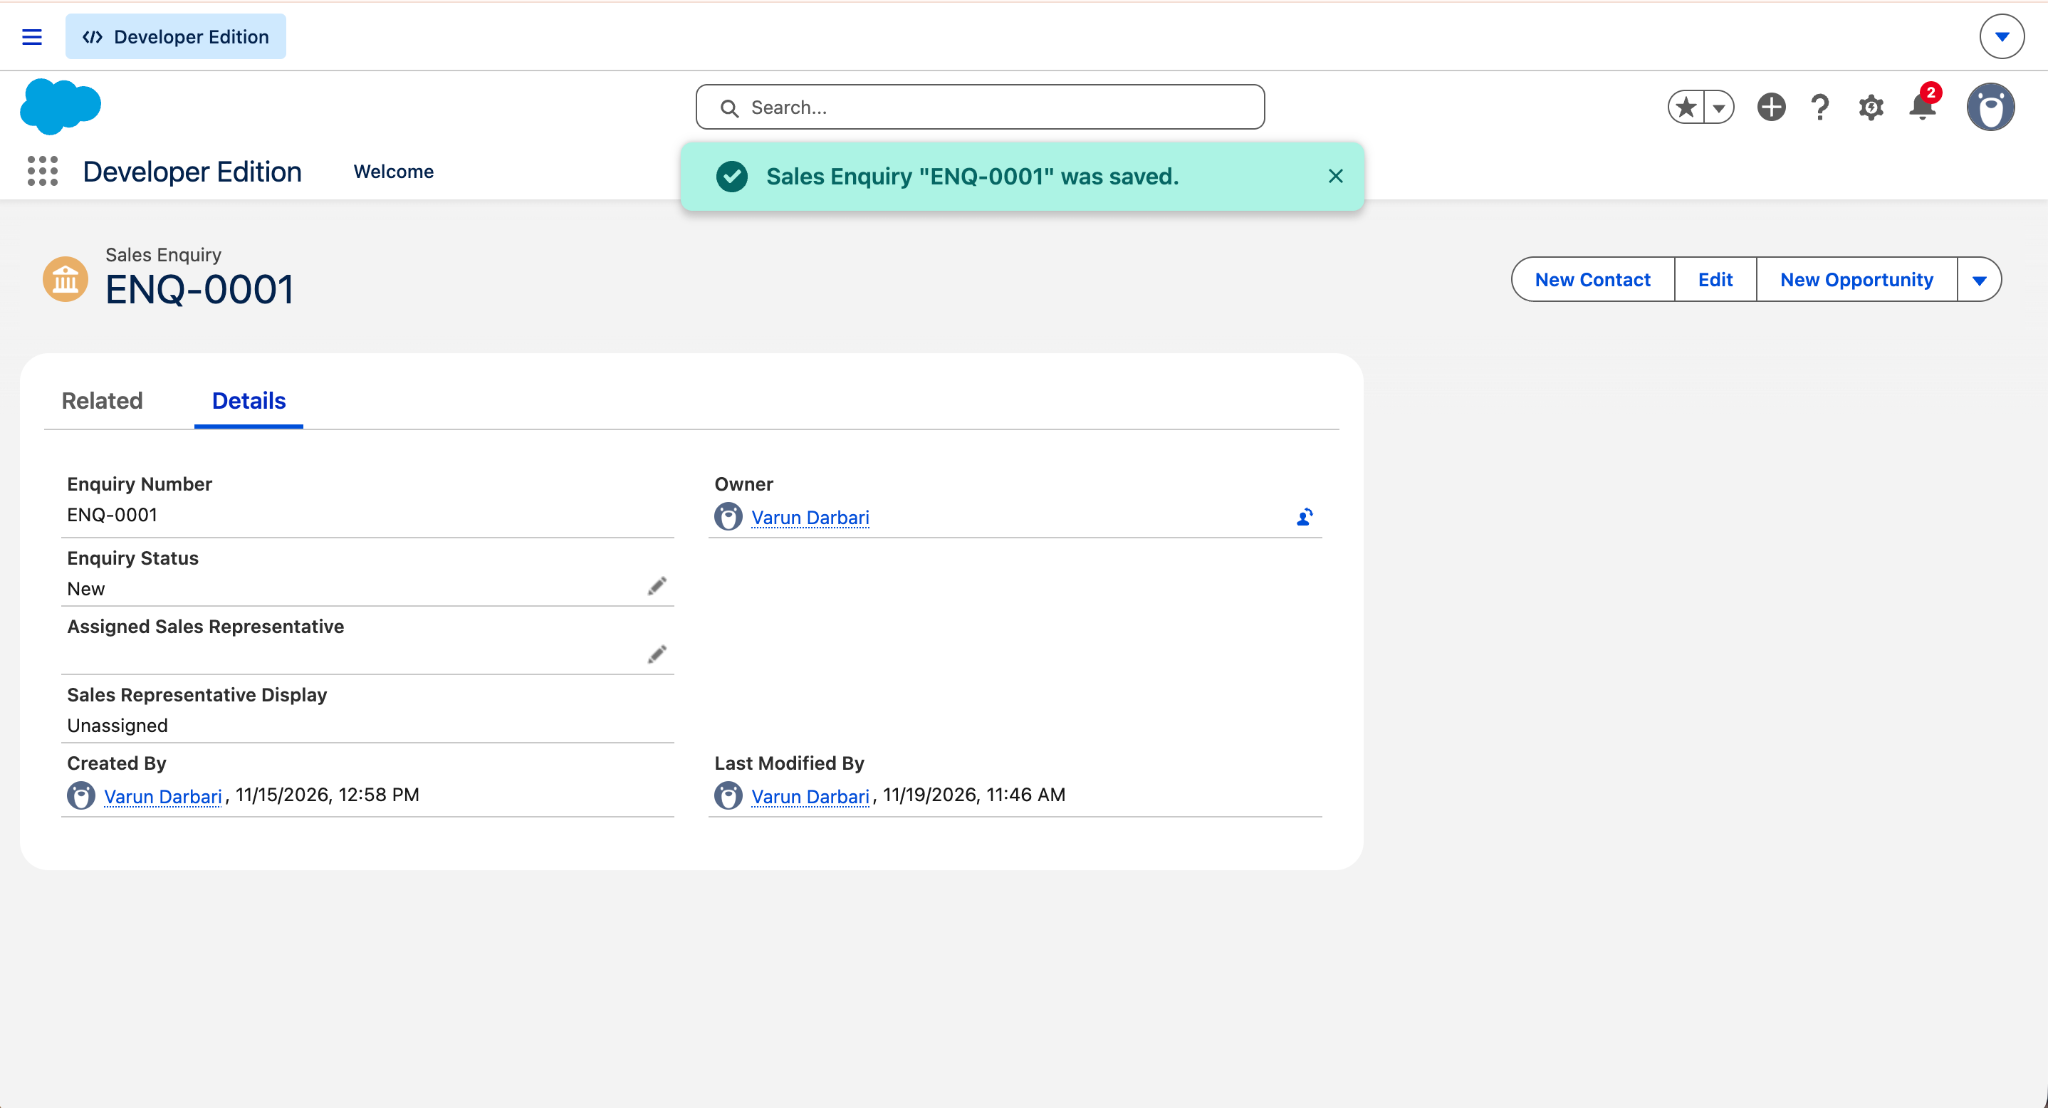 Developer Edition
Search...
2
Developer Edition
Welcome
Sales Enquiry "ENQ-0001" was saved.
Sales Enquiry
ENQ-0001
New Contact
Edit
New Opportunity
Related
Details
Enquiry Number
ENQ-0001
Owner
Varun Darbari
Enquiry Status
New
Assigned Sales Representative
Sales Representative Display
Unassigned
Created By
Varun Darbari, 11/15/2026, 12:58 PM
Last Modified By
Varun Darbari, 11/19/2026, 11:46 AM